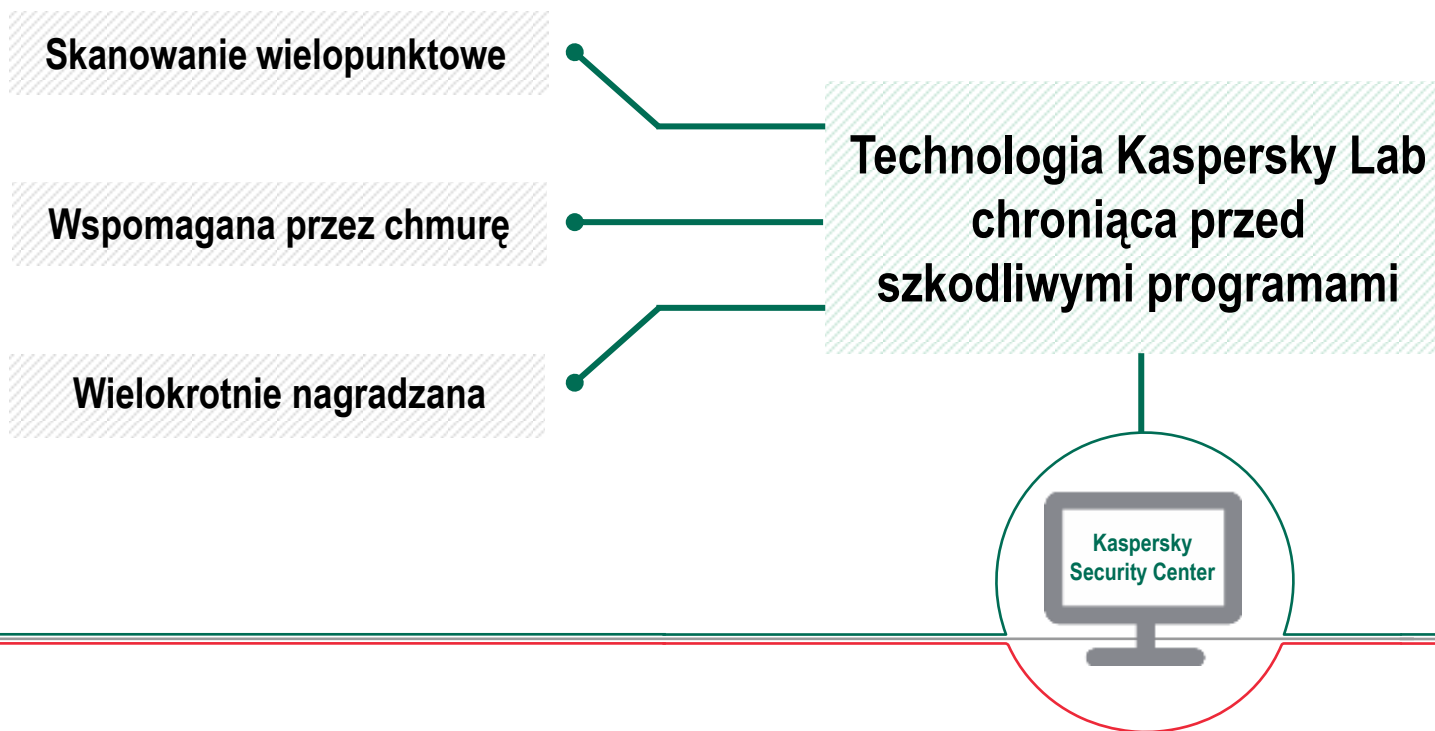 Skanowanie wielopunktowe
Wspomagana przez chmurę
Wielokrotnie nagradzana
Technologia Kaspersky Lab
chroniąca przed
szkodliwymi programami
Kaspersky
Security Center